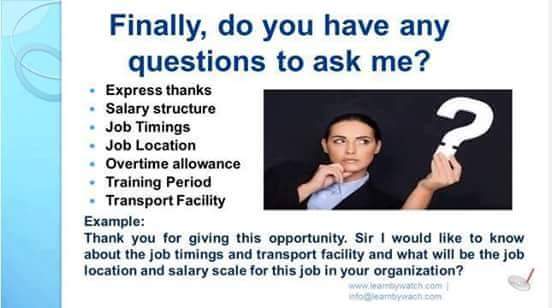 Finally, do you have any
questions to ask me?
Express thanks
Salary structure
Job Timings
Job Location
Overtime allowance
Training Period
Transport Facility
?
Example:
Thank you for giving this opportunity. Sir I would like to know
about the job timings and transport facility and what will be the job
location and salary scale for this job in your organization?
www.learnbywatch.com |
info@learnbywach.com